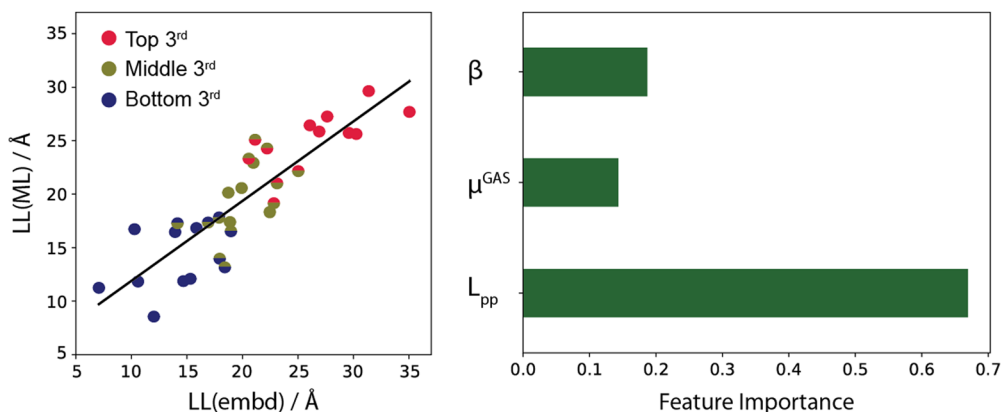 35
30
25
20
15
10
5
LL(ML) / Å
Top 3rd
Middle 3rd
Bottom 3rd
5 10 15 20 25 30 35
LL(embd) / Å
β
μGAS
Lpp
0.0 0.1 0.2 0.3 0.4 0.5 0.6 0.7
Feature Importance